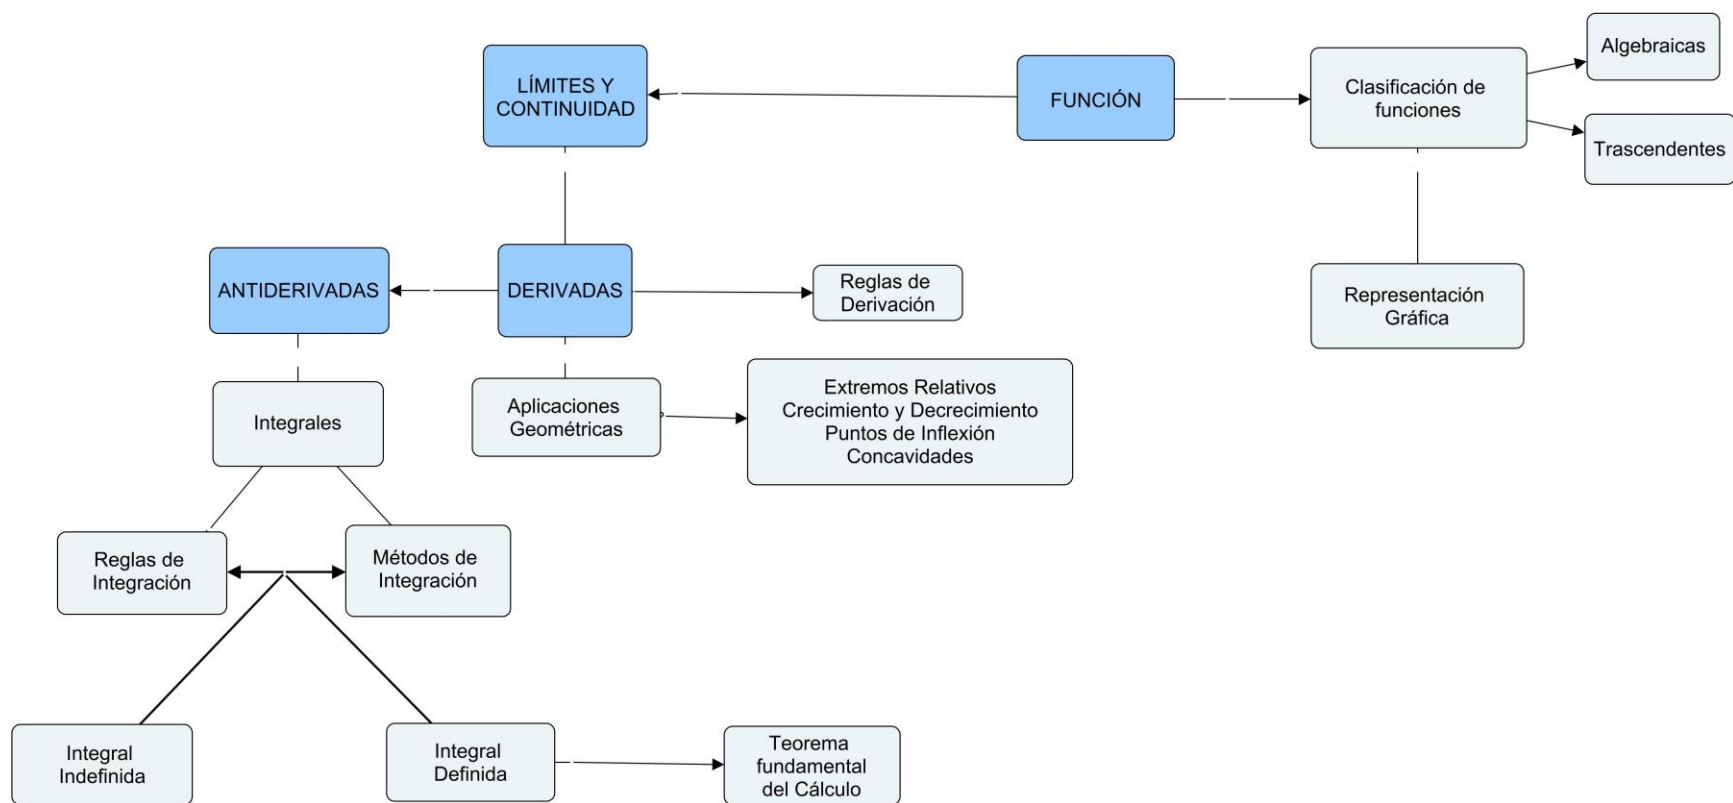 LÍMITES Y
CONTINUIDAD
FUNCIÓN
Clasificación de
funciones
Algebraicas
Trascendentes
ANTIDERIVADAS
DERIVADAS
Reglas de
Derivación
Representación
Gráfica
Integrales
Aplicaciones
Geométricas
Extremos Relativos
Crecimiento y Decrecimiento
Puntos de Inflexión
Concavidades
Reglas de
Integración
Métodos de
Integración
Integral
Indefinida
Integral
Definida
Teorema
fundamental
del Cálculo